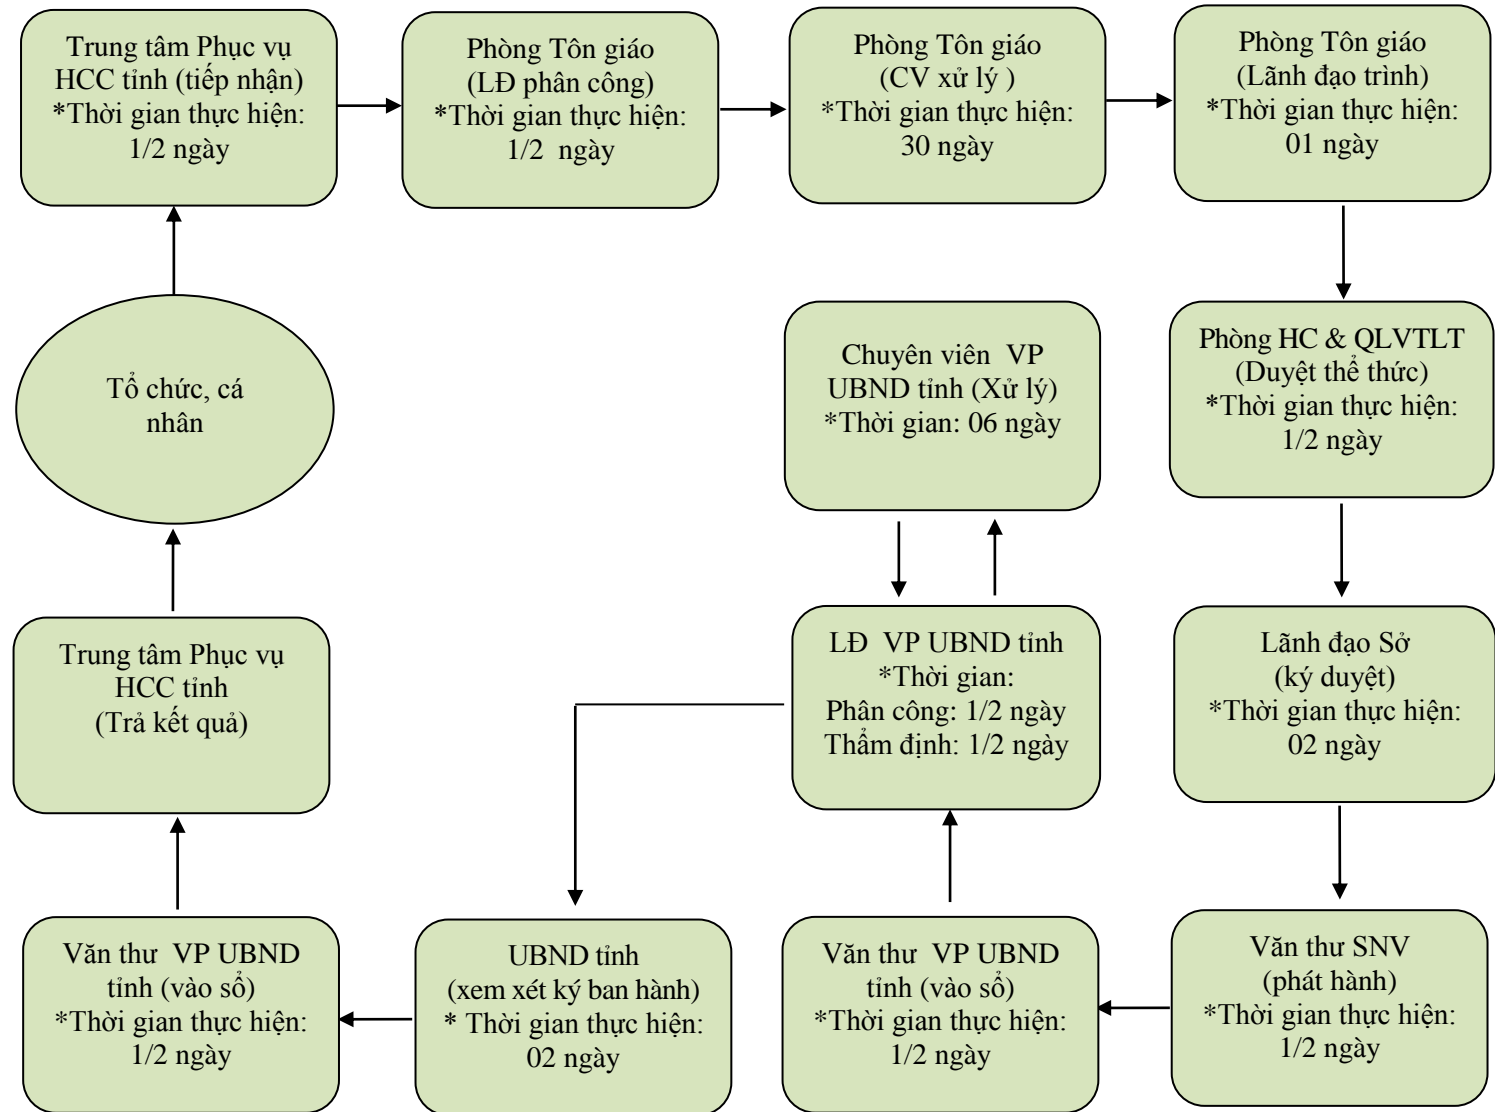 Trung tâm Phục vụ
HCC tỉnh (tiếp nhận)
*Thời gian thực hiện:
1/2 ngày
Phòng Tôn giáo
(LĐ phân công)
*Thời gian thực hiện:
1/2 ngày
Phòng Tôn giáo
(CV xử lý )
*Thời gian thực hiện:
30 ngày
Phòng Tôn giáo
(Lãnh đạo trình)
*Thời gian thực hiện:
01 ngày
Tổ chức, cá
nhân
Chuyên viên VP
UBND tỉnh (Xử lý)
*Thời gian: 06 ngày
Phòng HC & QLVTLT
(Duyệt thể thức)
*Thời gian thực hiện:
1/2 ngày
Trung tâm Phục vụ
HCC tỉnh
(Trả kết quả)
LĐ VP UBND tỉnh
*Thời gian:
Phân công: 1/2 ngày
Thẩm định: 1/2 ngày
Lãnh đạo Sở
(ký duyệt)
*Thời gian thực hiện:
02 ngày
Văn thư VP UBND
tỉnh (vào sổ)
*Thời gian thực hiện:
1/2 ngày
UBND tỉnh
(xem xét ký ban hành)
* Thời gian thực hiện:
02 ngày
Văn thư VP UBND
tỉnh (vào sổ)
*Thời gian thực hiện:
1/2 ngày
Văn thư SNV
(phát hành)
*Thời gian thực hiện:
1/2 ngày